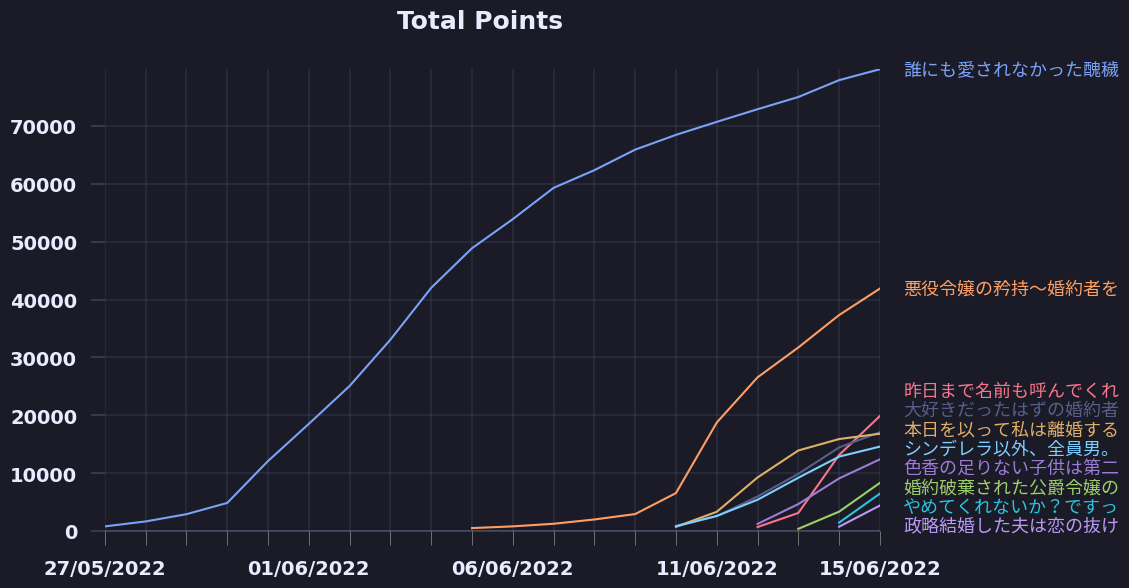 Total Points
誰にも愛されなかった醜穢
70000
60000
50000
悪役令嬢の矜持〜婚約者を
40000
30000
昨日まで名前も呼んでくれ
大好きだったはずの婚約者
20000
本日を以って私は離婚する
シンデレラ以外、全員男。
色香の足りない子供は第二
10000
婚約破棄された公爵令嬢の
やめてくれないか？ですっ
政略結婚した夫は恋の抜け
0
27/05/2022 01/06/2022 06/06/2022 11/06/2022 15/06/2022